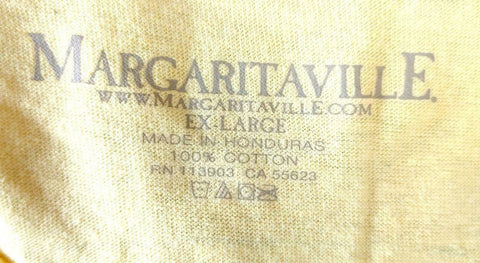 MARGARITAVILLE.
WWW.MARGARITAVILLE.COM
EX-LARGE
MADE IN HONDURAS
100% COTTON
RN 113903 CA 55623